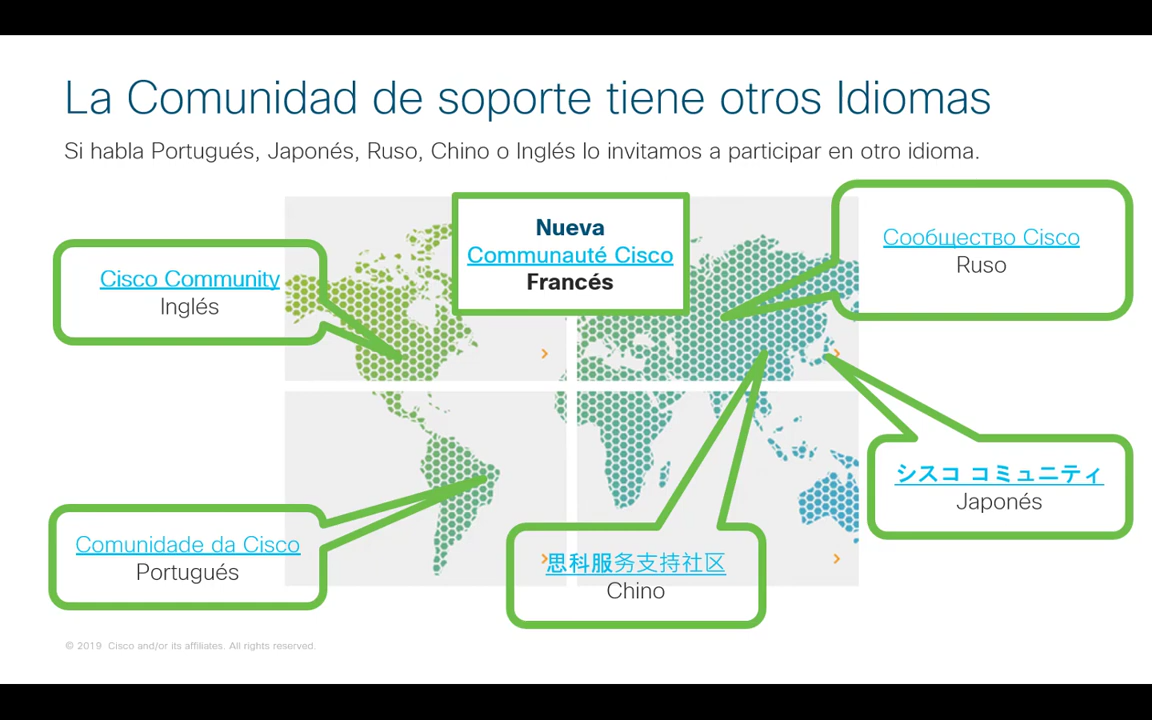 La Comunidad de soporte tiene otros Idiomas
Si habla Portugués, Japonés, Ruso, Chino o Inglés lo invitamos a participar en otro idioma.
Nueva
Communauté Cisco
Francés
Сообщество Cisco
Ruso
Cisco Community
Inglés
シスコ コミュニティ
Japonés
Comunidade da Cisco
Portugués
思科服务支持社区
Chino
© 2019 Cisco and/or its affiliates. All rights reserved.